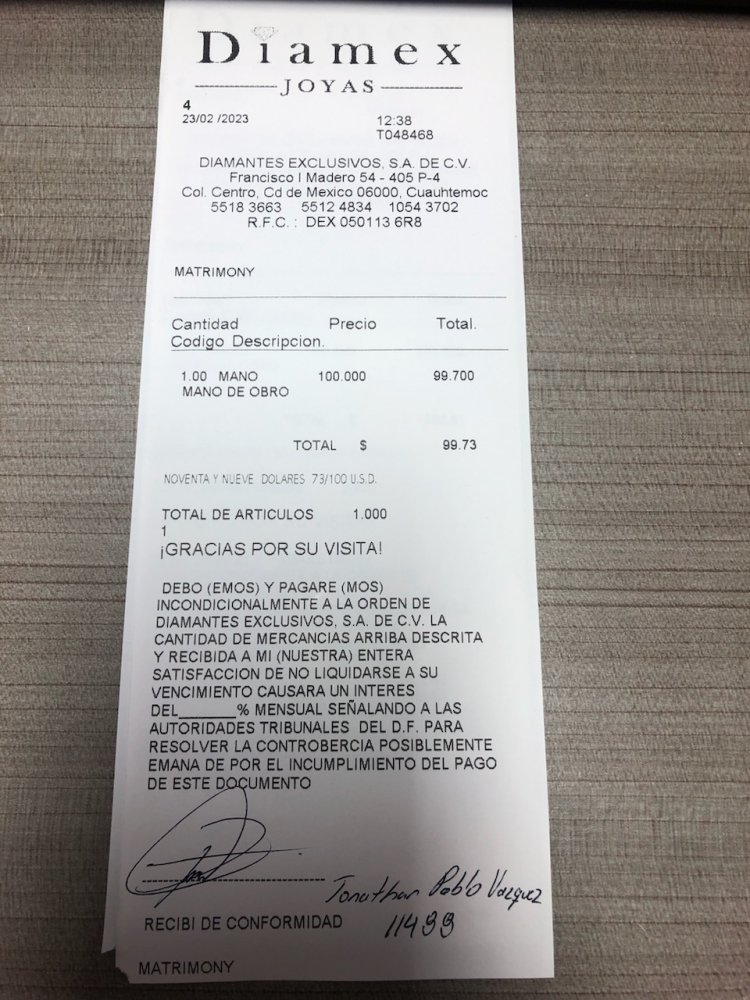 Diamex
JOYAS
4
23/02 /2023 12:38
T048468
DIAMANTES EXCLUSIVOS, S.A. DE C.V.
Francisco I Madero 54 - 405 P-4
Col. Centro, Cd de Mexico 06000, Cuauhtemoc
5518 3663 5512 4834 1054 3702
R.F.C. : DEX 050113 6R8
MATRIMONY
Cantidad Precio Total.
Codigo Descripcion.
1.00 MANO 100.000 99.700
MANO DE OBRO
TOTAL $ 99.73
NOVENTA Y NUEVE DOLARES 73/100 U.S.D.
TOTAL DE ARTICULOS 1.000
1
¡GRACIAS POR SU VISITA!
DEBO (EMOS) Y PAGARE (MOS)
INCONDICIONALMENTE A LA ORDEN DE
DIAMANTES EXCLUSIVOS, S.A. DE C.V. LA
CANTIDAD DE MERCANCIAS ARRIBA DESCRITA
Y RECIBIDA A MI (NUESTRA) ENTERA
SATISFACCION DE NO LIQUIDARSE A SU
VENCIMIENTO CAUSARA UN INTERES
DEL______% MENSUAL SEÑALANDO A LAS
AUTORIDADES TRIBUNALES DEL D.F. PARA
RESOLVER LA CONTROBERCIA POSIBLEMENTE
EMANA DE POR EL INCUMPLIMIENTO DEL PAGO
DE ESTE DOCUMENTO
Jonathan Pablo Vazquez
RECIBI DE CONFORMIDAD 11499
MATRIMONY